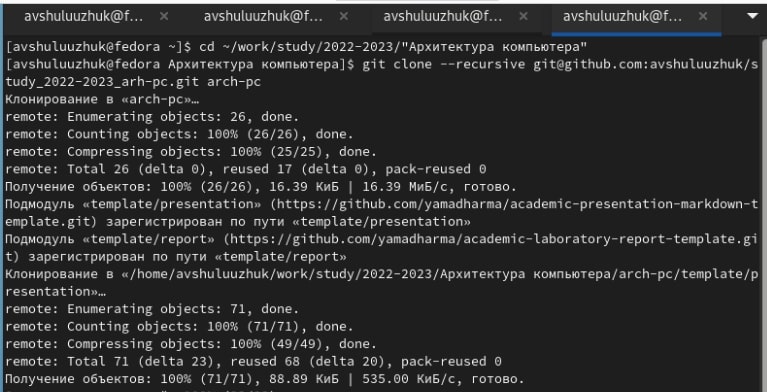 avshuluuzhuk@f... × avshuluuzhuk@f... × avshuluuzhuk@f... × avshuluuzhuk@f... ×
[avshuluuzhuk@fedora ~]$ cd ~/work/study/2022-2023/"Архитектура компьютера"
[avshuluuzhuk@fedora Архитектура компьютера]$ git clone --recursive git@github.com:avshuluuzhuk/s
tudy_2022-2023_arh-pc.git arch-pc
Клонирование в «arch-pc»…
remote: Enumerating objects: 26, done.
remote: Counting objects: 100% (26/26), done.
remote: Compressing objects: 100% (25/25), done.
remote: Total 26 (delta 0), reused 17 (delta 0), pack-reused 0
Получение объектов: 100% (26/26), 16.39 КиБ | 16.39 МиБ/с, готово.
Подмодуль «template/presentation» (https://github.com/yamadharma/academic-presentation-markdown-t
emplate.git) зарегистрирован по пути «template/presentation»
Подмодуль «template/report» (https://github.com/yamadharma/academic-laboratory-report-template.gi
t) зарегистрирован по пути «template/report»
Клонирование в «/home/avshuluuzhuk/work/study/2022-2023/Архитектура компьютера/arch-pc/template/p
resentation»…
remote: Enumerating objects: 71, done.
remote: Counting objects: 100% (71/71), done.
remote: Compressing objects: 100% (49/49), done.
remote: Total 71 (delta 23), reused 68 (delta 20), pack-reused 0
Получение объектов: 100% (71/71), 88.89 КиБ | 535.00 КиБ/с, готово.